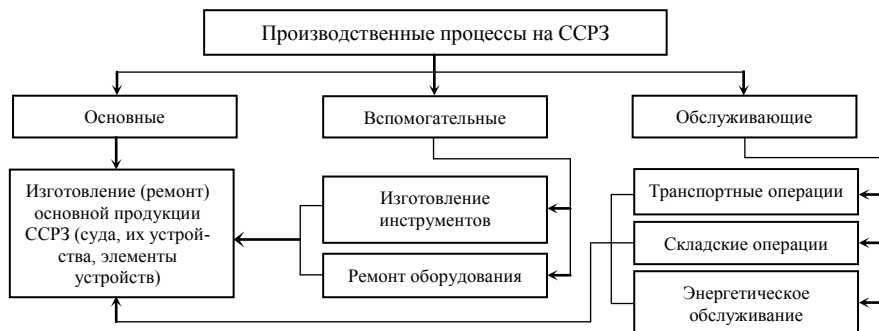 Производственные процессы на ССРЗ
Основные
Вспомогательные
Обслуживающие
Изготовление (ремонт)
основной продукции
ССРЗ (суда, их устрой-
ства, элементы
устройств)
Изготовление
инструментов
Ремонт оборудования
Транспортные операции
Складские операции
Энергетическое
обслуживание